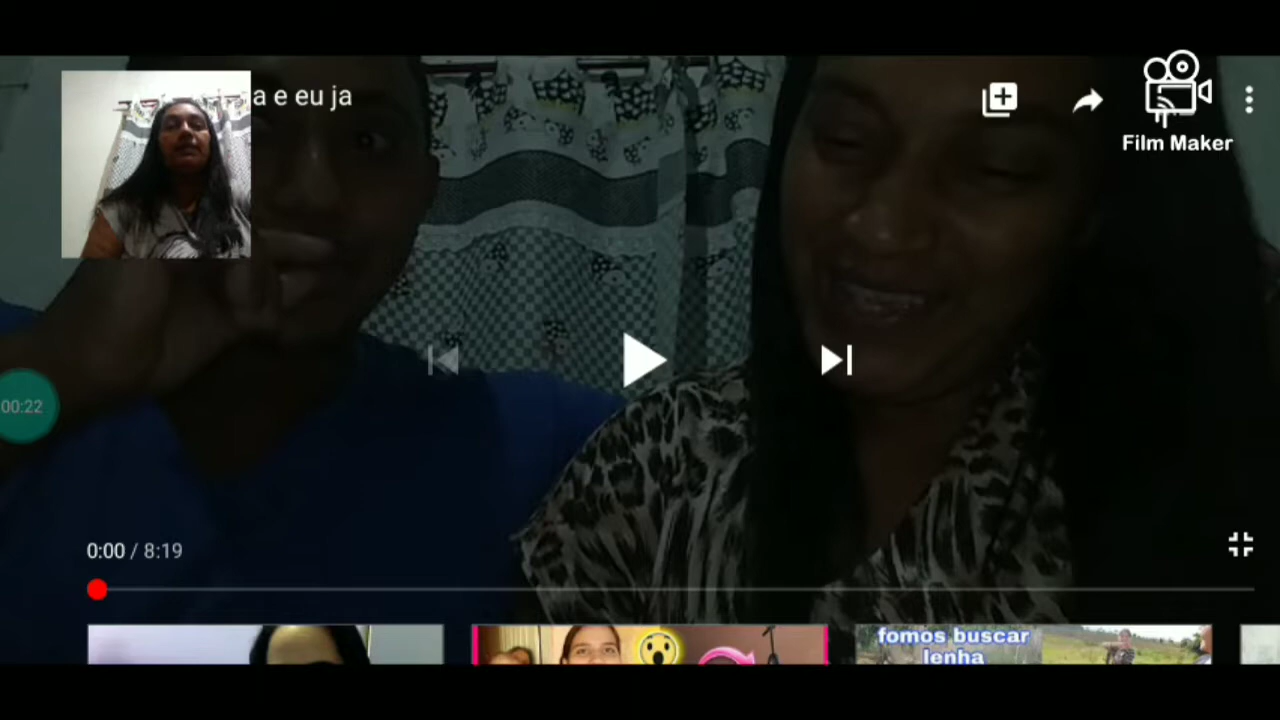 a e eu ja
Film Maker
00:22
0:00 / 8:19
fomos buscar
lenha